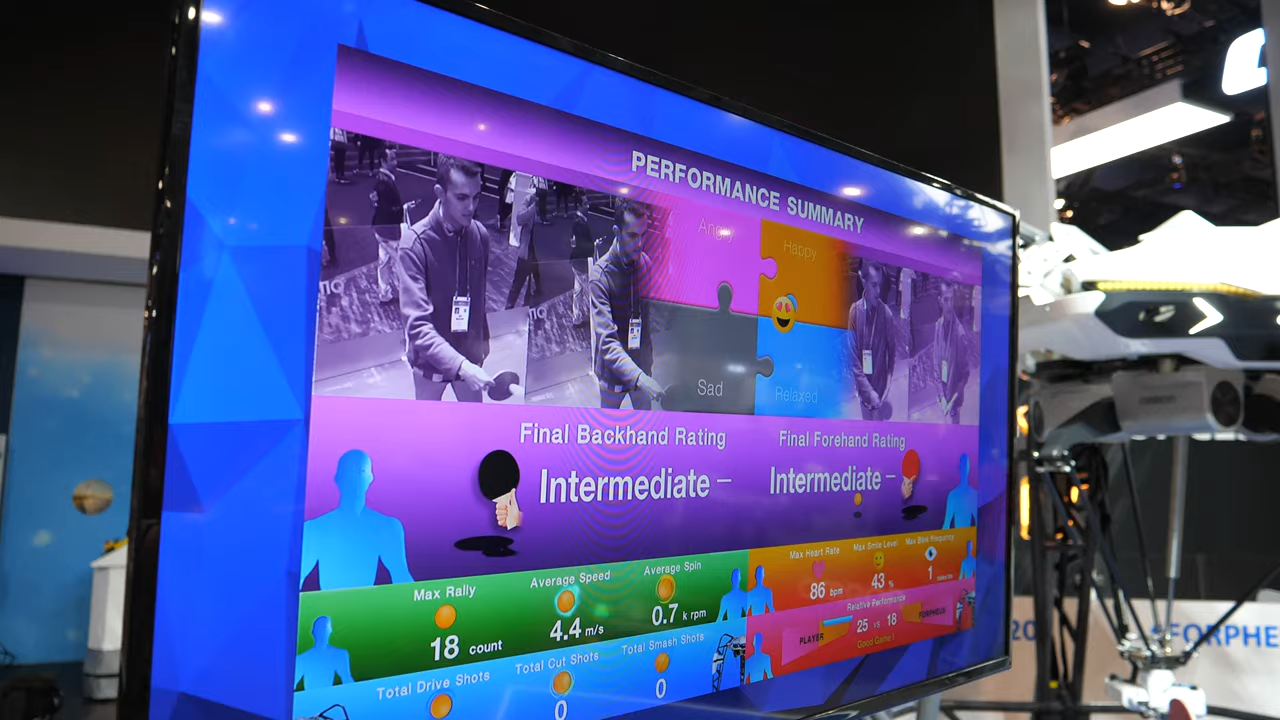 PERFORMANCE SUMMARY
Angry
Happy
Sad
Relaxed
Final Backhand Rating
Intermediate –
Final Forehand Rating
Intermediate –
Max Rally
18 count
Average Speed
4.4 m/s
Average Spin
0.7 k rpm
Max Heart Rate
86 bpm
Max Smile Level
43 %
Max Blink Frequency
1
Total Drive Shots
Total Cut Shots
0
Total Smash Shots
0
Relative Performance
PLAYER
25 vs 18
FORPHEUS
Good Game !
20
FORPHE